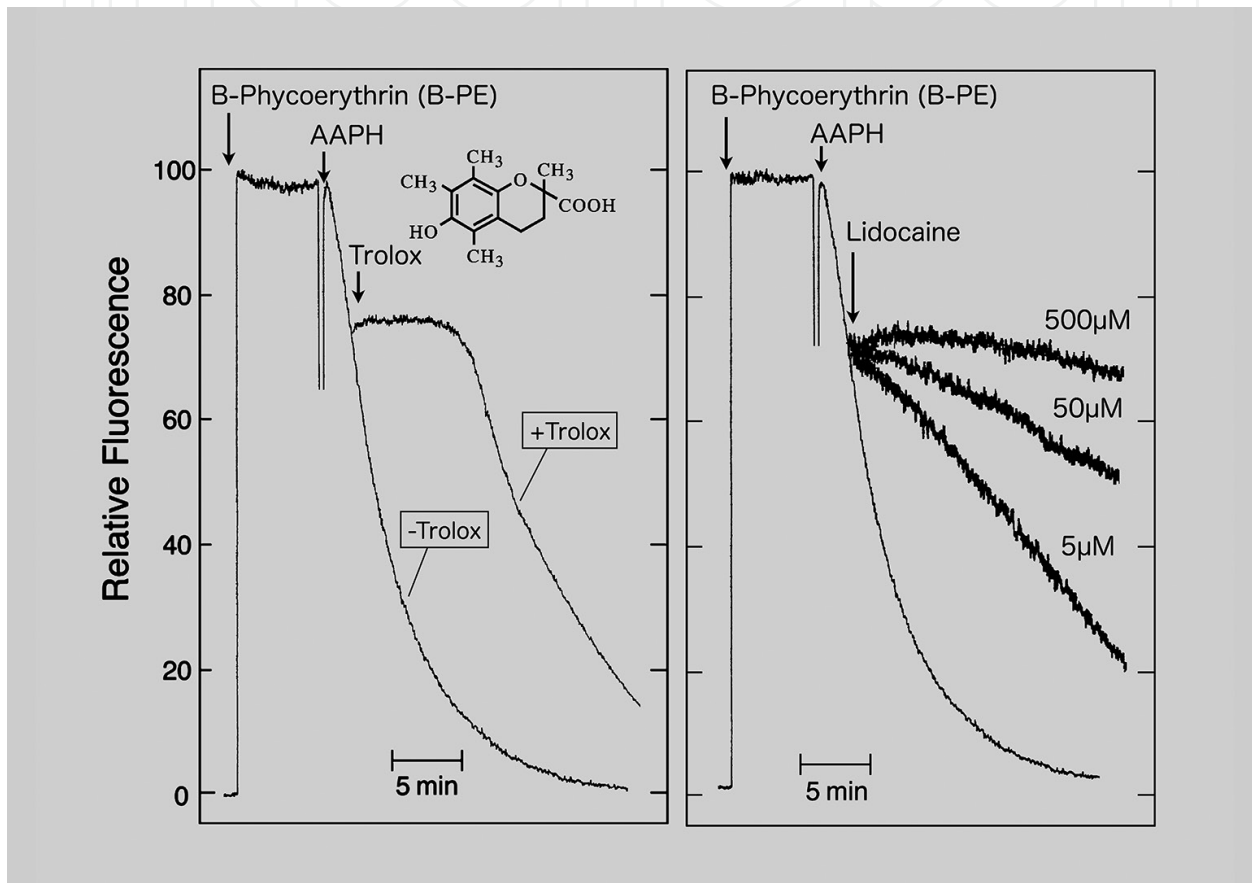 B-Phycoerythrin (B-PE)
AAPH
CH₃
CH₃
O
CH₃
COOH
HO
CH₃
Trolox
+Trolox
-Trolox
5 min
Relative Fluorescence
100
80
60
40
20
0
B-Phycoerythrin (B-PE)
AAPH
Lidocaine
500μM
50μM
5μM
5 min